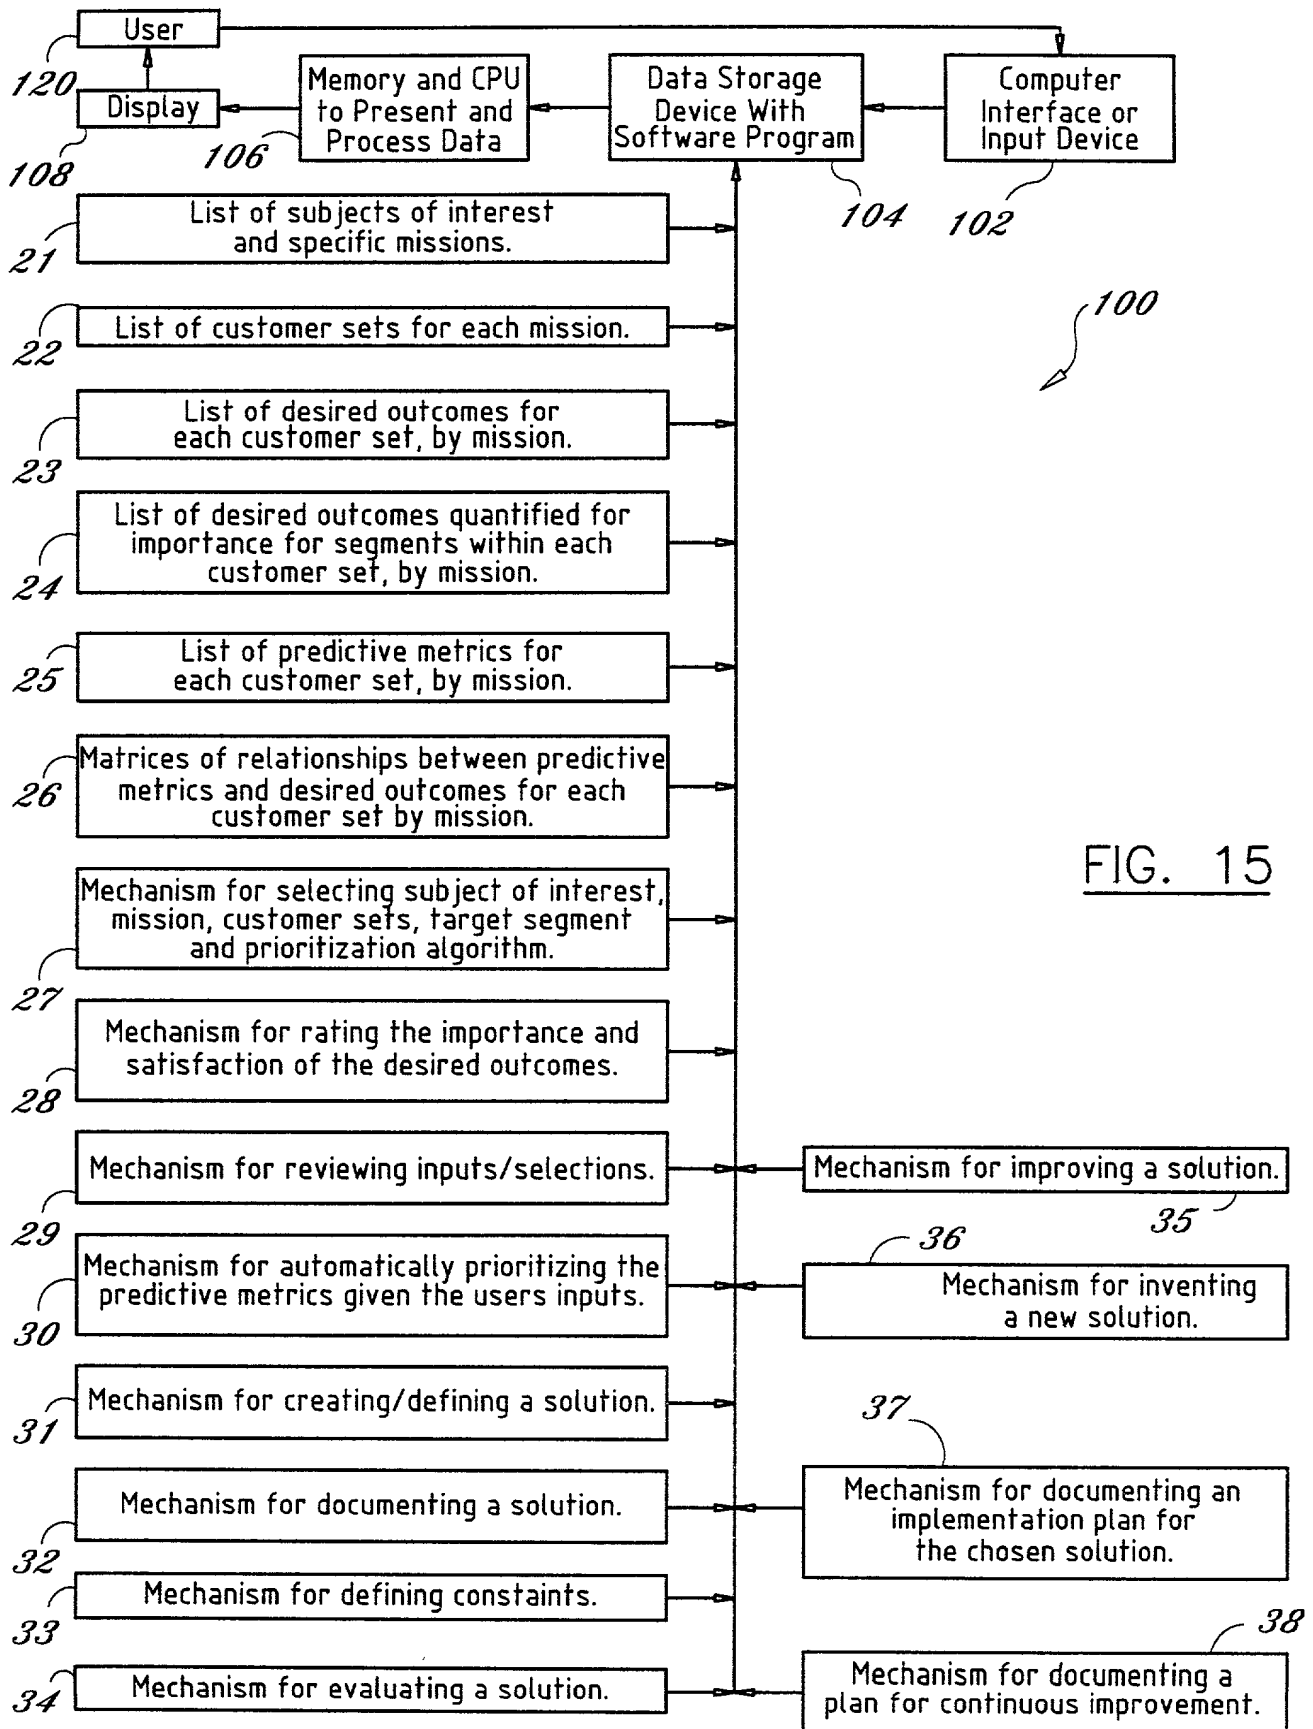 User
120
Display
108
Memory and CPU
to Present and
Process Data
106
Data Storage
Device With
Software Program
104
Computer
Interface or
Input Device
102
100
List of subjects of interest
and specific missions.
21
List of customer sets for each mission.
22
List of desired outcomes for
each customer set, by mission.
23
List of desired outcomes quantified for
importance for segments within each
customer set, by mission.
24
List of predictive metrics for
each customer set, by mission.
25
Matrices of relationships between predictive
metrics and desired outcomes for each
customer set by mission.
26
Mechanism for selecting subject of interest,
mission, customer sets, target segment
and prioritization algorithm.
27
FIG. 15
Mechanism for rating the importance and
satisfaction of the desired outcomes.
28
Mechanism for reviewing inputs/selections.
29
Mechanism for automatically prioritizing the
predictive metrics given the users inputs.
30
Mechanism for creating/defining a solution.
31
Mechanism for documenting a solution.
32
Mechanism for defining constaints.
33
Mechanism for evaluating a solution.
34
Mechanism for improving a solution.
35
36
Mechanism for inventing
a new solution.
37
Mechanism for documenting an
implementation plan for
the chosen solution.
38
Mechanism for documenting a
plan for continuous improvement.